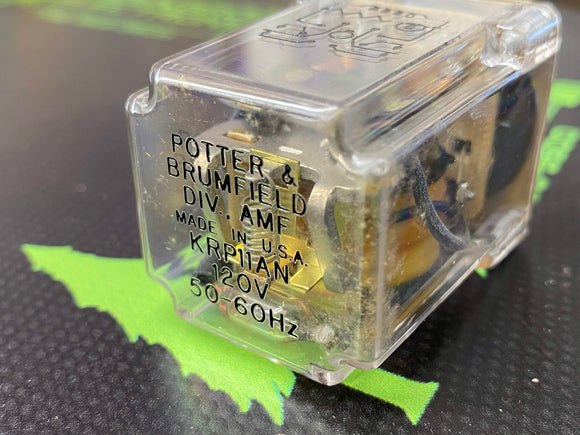 POTTER &
BRUMFIELD
DIV., AMF
MADE IN U.S.A.
KRP11AN
120V
50-60Hz